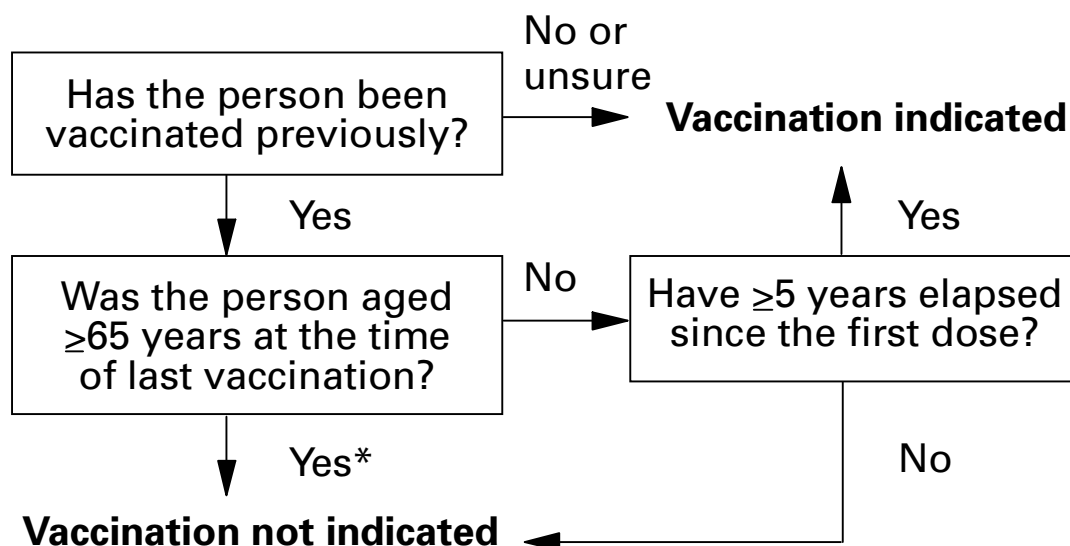 No or
unsure
Has the person been
vaccinated previously?
Vaccination indicated
Yes
Yes
Was the person aged
≥65 years at the time
of last vaccination?
No
Have ≥5 years elapsed
since the first dose?
Yes*
No
Vaccination not indicated